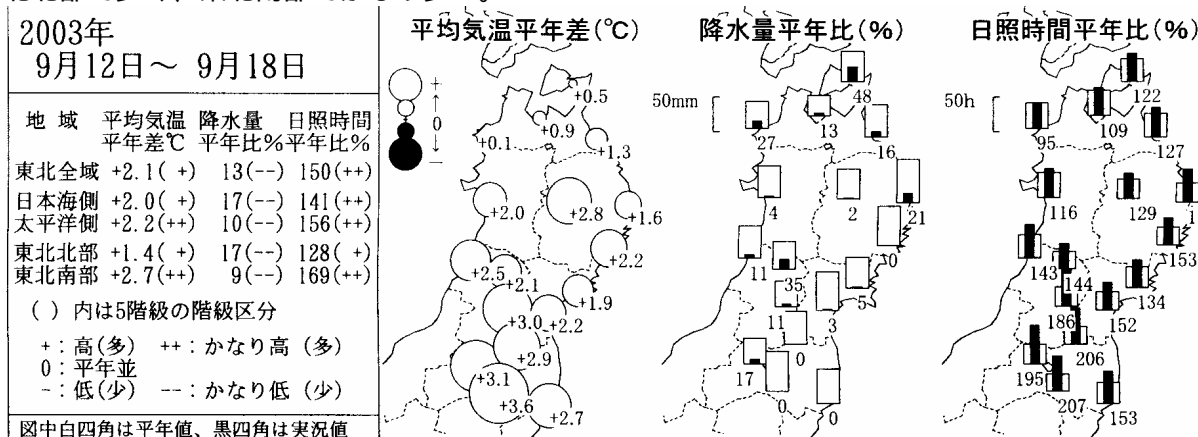 2003年
9月12日～ 9月18日
地 域 平均気温 降水量 日照時間
平年差℃ 平年比% 平年比%
東北全域 +2.1( +) 13(--) 150(++)
日本海側 +2.0( +) 17(--) 141(++)
太平洋側 +2.2(++) 10(--) 156(++)
東北北部 +1.4( +) 17(--) 128( +)
東北南部 +2.7(++) 9(--) 169(++)
( ) 内は5階級の階級区分
+：高(多) ++：かなり高 (多)
0：平年並
-：低(少) --：かなり低 (少)
図中白四角は平年値、黒四角は実況値
平均気温平年差(℃)
+
↑
0
↓
−
+0.5
+0.9
+0.1
+1.3
+2.0
+2.8
+1.6
+2.2
+2.5
+2.1
+1.9
+3.0
+2.2
+2.9
+3.1
+3.6
+2.7
降水量平年比(%)
50mm
48
13
27
16
4
2
21
0
11
35
5
11
3
0
17
0
0
日照時間平年比(%)
50h
122
109
95
127
116
129
153
143
144
134
186
152
206
195
207
153